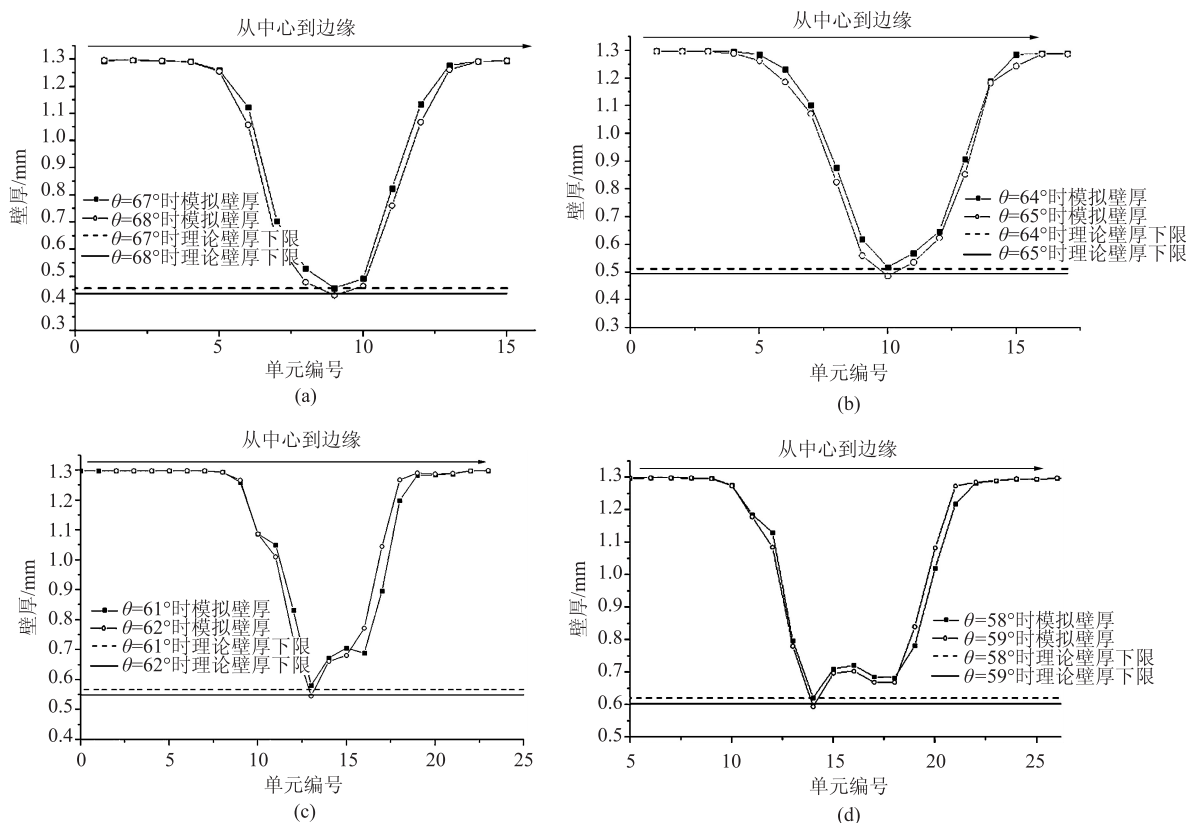 从中心到边缘
1.3
1.2
1.1
1.0
0.9
0.8
0.7
0.6
0.5
0.4
0.3
壁厚/mm
θ=67°时模拟壁厚
θ=68°时模拟壁厚
θ=67°时理论壁厚下限
θ=68°时理论壁厚下限
0 5 10 15
单元编号
(a)
从中心到边缘
1.3
1.2
1.1
1.0
0.9
0.8
0.7
0.6
0.5
0.4
0.3
壁厚/mm
θ=64°时模拟壁厚
θ=65°时模拟壁厚
θ=64°时理论壁厚下限
θ=65°时理论壁厚下限
0 5 10 15
单元编号
(b)
从中心到边缘
1.3
1.2
1.1
1.0
0.9
0.8
0.7
0.6
0.5
0.4
壁厚/mm
θ=61°时模拟壁厚
θ=62°时模拟壁厚
θ=61°时理论壁厚下限
θ=62°时理论壁厚下限
0 5 10 15 20 25
单元编号
(c)
从中心到边缘
1.3
1.2
1.1
1.0
0.9
0.8
0.7
0.6
0.5
壁厚/mm
θ=58°时模拟壁厚
θ=59°时模拟壁厚
θ=58°时理论壁厚下限
θ=59°时理论壁厚下限
5 10 15 20 25
单元编号
(d)